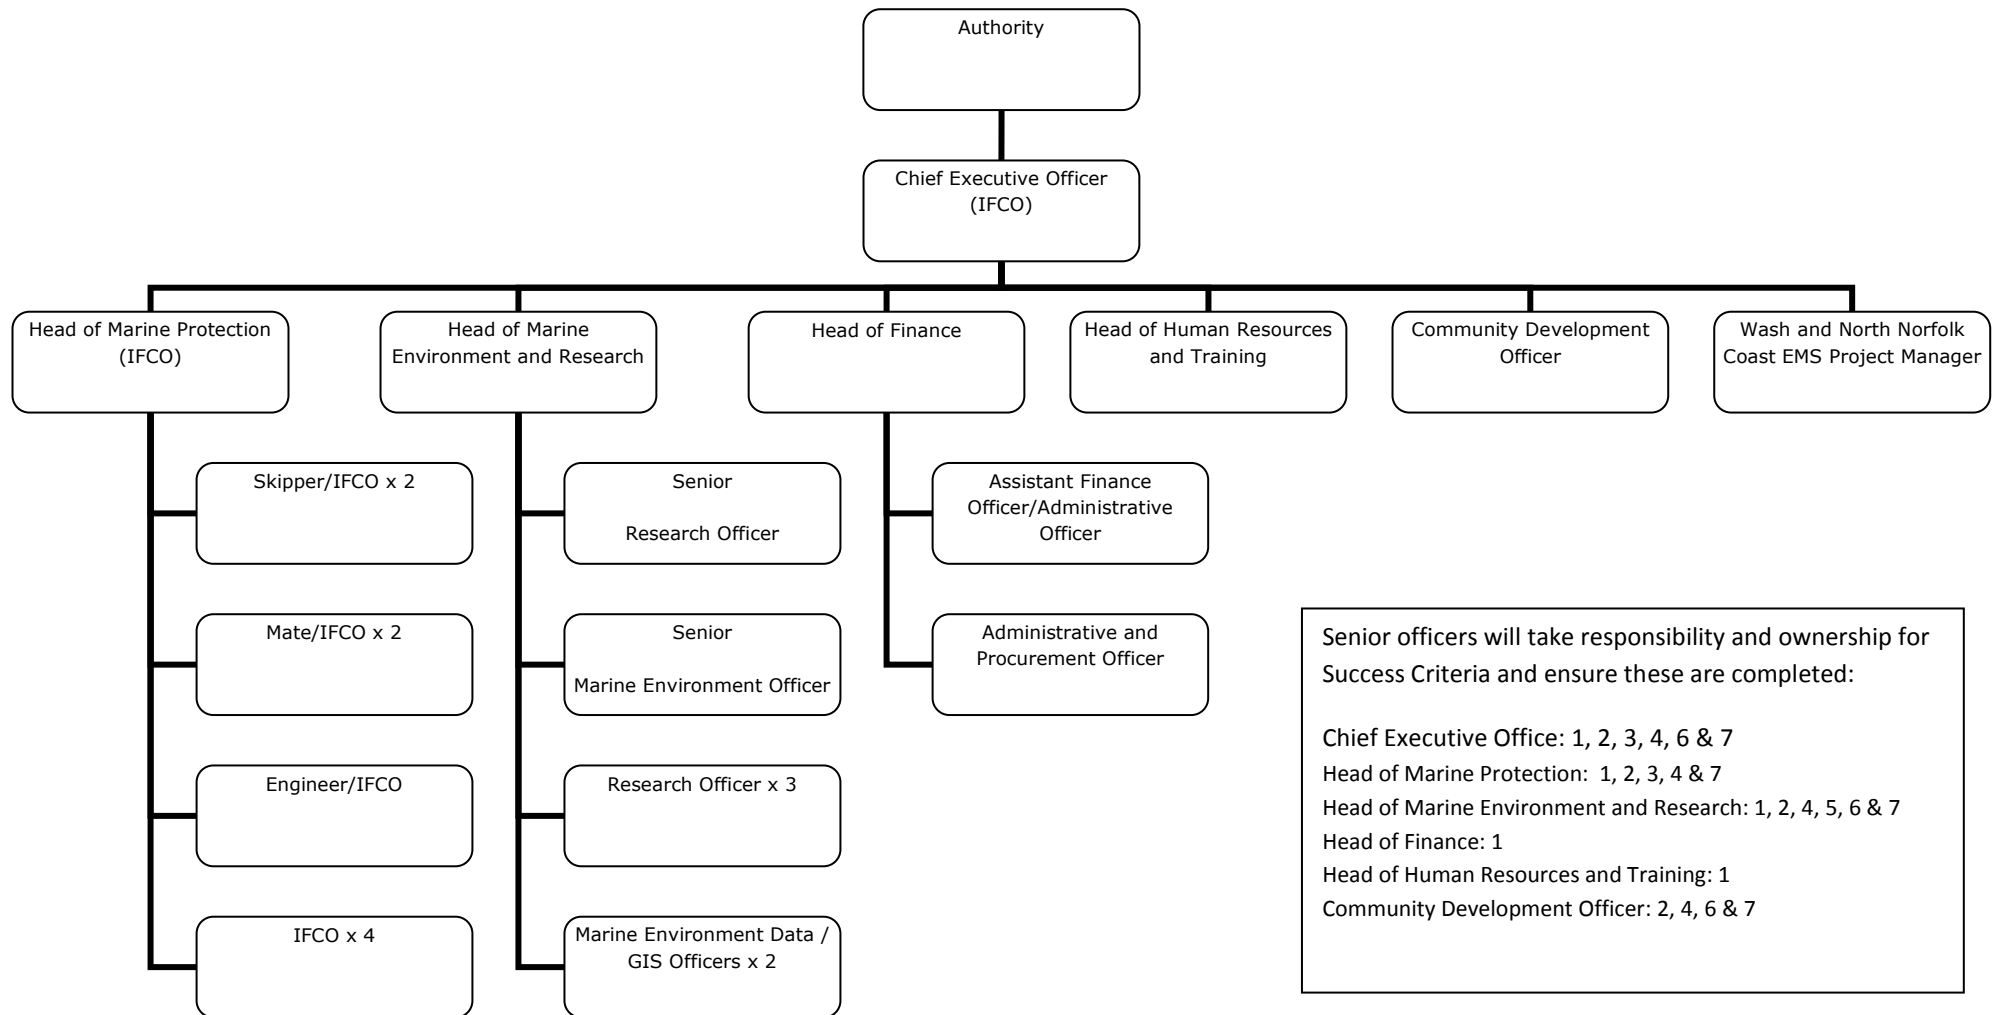 Authority
Chief Executive Officer
(IFCO)
Head of Marine Protection
(IFCO)
Head of Marine
Environment and Research
Head of Finance
Head of Human Resources
and Training
Community Development
Officer
Wash and North Norfolk
Coast EMS Project Manager
Skipper/IFCO x 2
Mate/IFCO x 2
Engineer/IFCO
IFCO x 4
Senior
Research Officer
Senior
Marine Environment Officer
Research Officer x 3
Marine Environment Data /
GIS Officers x 2
Assistant Finance
Officer/Administrative
Officer
Administrative and
Procurement Officer
Senior officers will take responsibility and ownership for
Success Criteria and ensure these are completed:
Chief Executive Office: 1, 2, 3, 4, 6 & 7
Head of Marine Protection:  1, 2, 3, 4 & 7
Head of Marine Environment and Research: 1, 2, 4, 5, 6 & 7
Head of Finance: 1
Head of Human Resources and Training: 1
Community Development Officer: 2, 4, 6 & 7